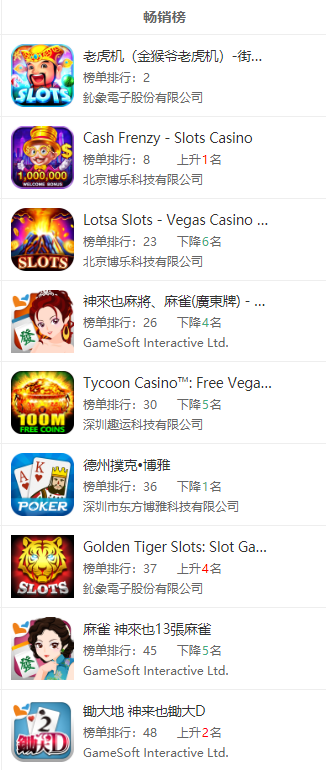 畅销榜
老虎机（金猴爷老虎机）-街...
榜单排行：2
SLOTS
鈊象電子股份有限公司
Cash Frenzy - Slots Casino
榜单排行：8 上升1名
1,000,000
WELCOME BONUS
北京博乐科技有限公司
Lotsa Slots - Vegas Casino ...
榜单排行：23 下降6名
SLOTS
北京博乐科技有限公司
神來也麻將、麻雀(廣東牌) - ...
榜单排行：26 下降4名
發
GameSoft Interactive Ltd.
Tycoon Casino™: Free Vega...
榜单排行：30 下降5名
100M
FREE COINS
深圳趣运科技有限公司
德州撲克•博雅
榜单排行：36 下降1名
A K
POKER
深圳市东方博雅科技有限公司
Golden Tiger Slots: Slot Ga...
榜单排行：37 上升4名
SLOTS
鈊象電子股份有限公司
麻雀 神來也13張麻雀
榜单排行：45 下降5名
發
GameSoft Interactive Ltd.
鋤大地 神来也鋤大D
榜单排行：48 上升2名
2
鋤大D
GameSoft Interactive Ltd.